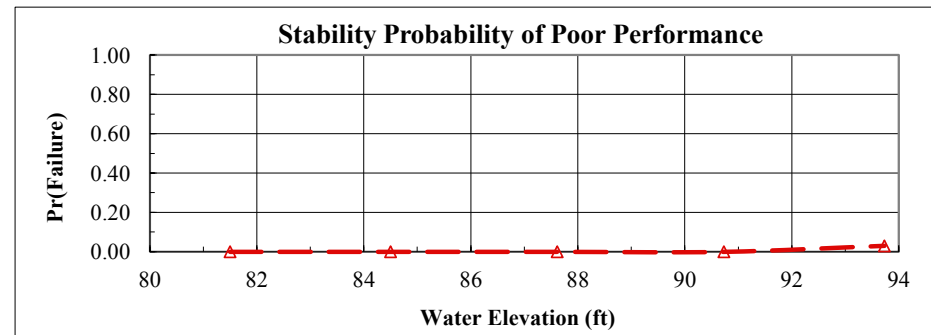 Stability Probability of Poor Performance
Pr(Failure)
1.00
0.80
0.60
0.40
0.20
0.00
80 82 84 86 88 90 92 94
Water Elevation (ft)